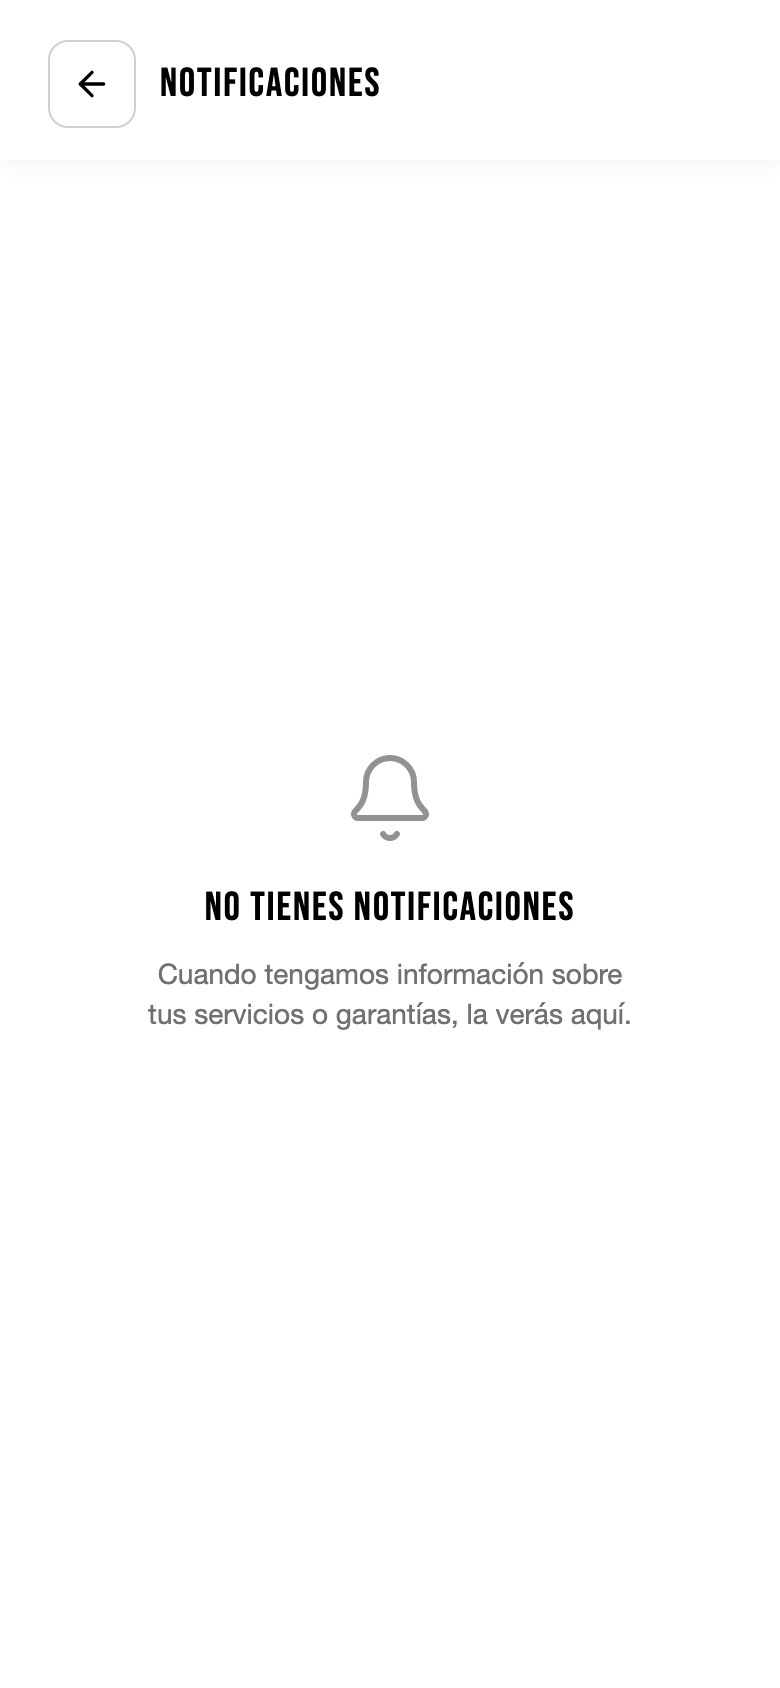 NOTIFICACIONES
NO TIENES NOTIFICACIONES
Cuando tengamos información sobre
tus servicios o garantías, la verás aquí.